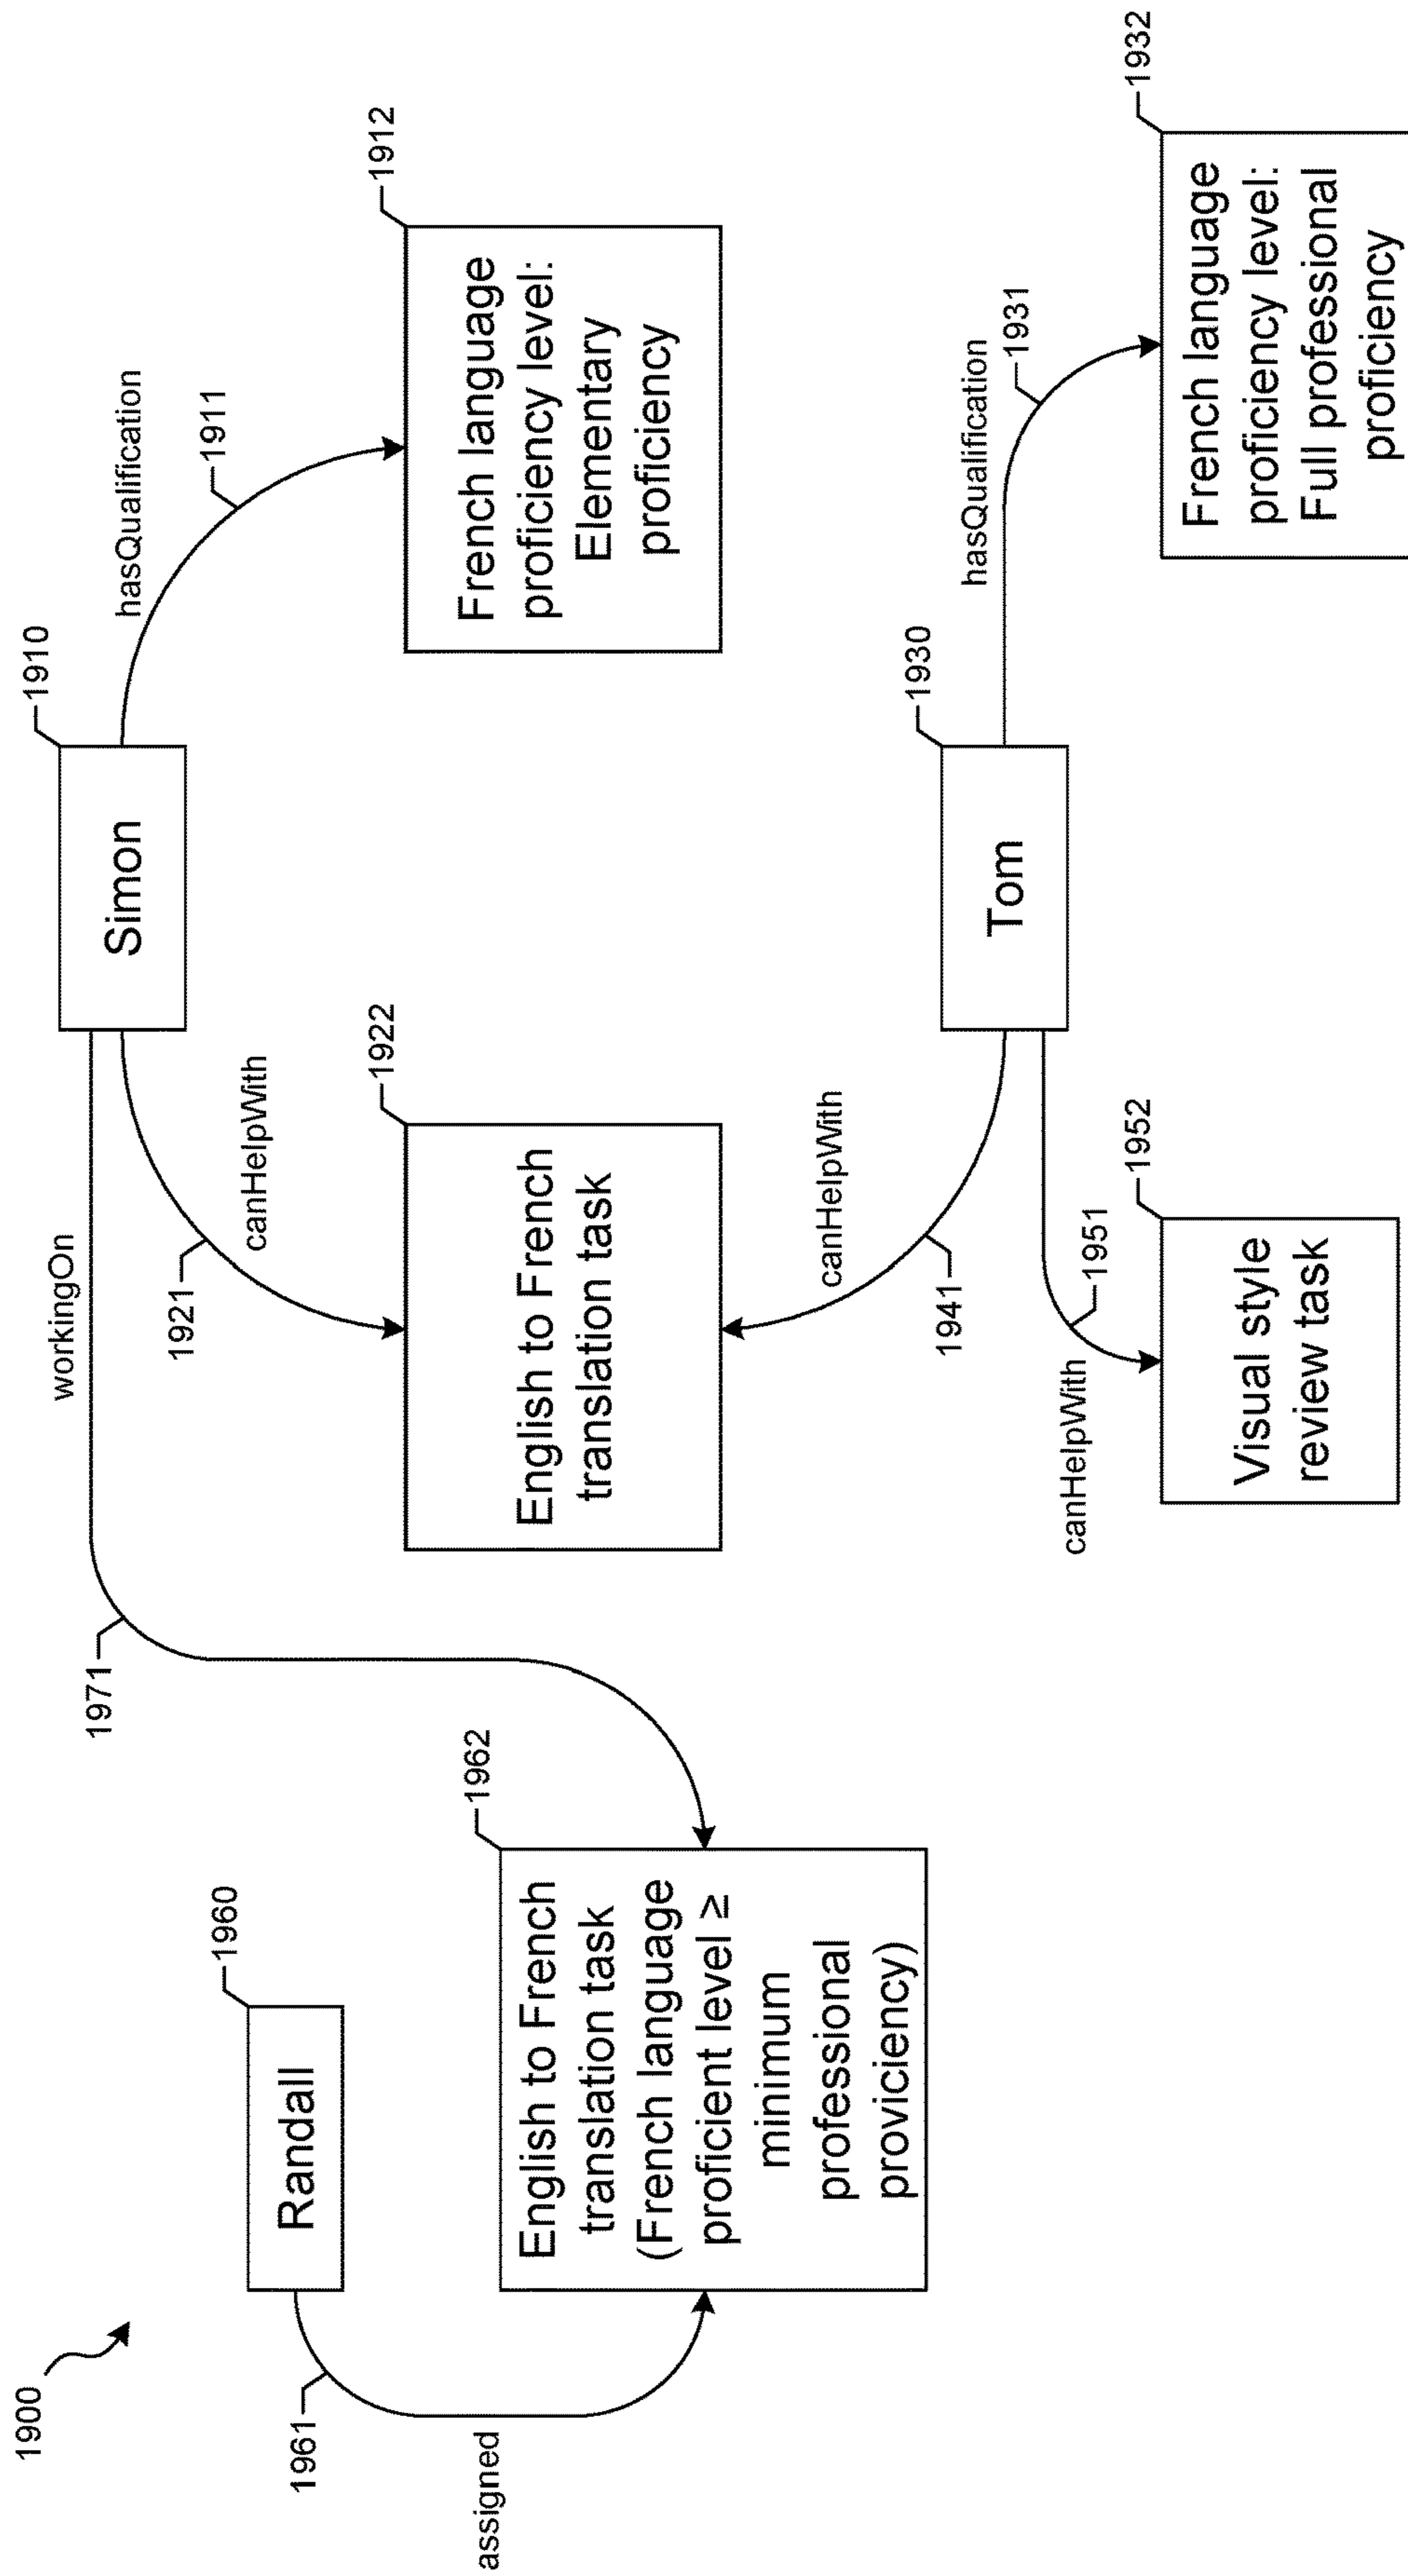 1900
Randall
1960
1961
assigned
English to French
translation task
(French language
proficient level ≥
minimum
professional
proviciency)
1962
workingOn
1971
Simon
1910
canHelpWith
1921
English to French
translation task
1922
hasQualification
1911
French language
proficiency level:
Elementary
proficiency
1912
Tom
1930
canHelpWith
1941
canHelpWith
1951
Visual style
review task
1952
hasQualification
1931
French language
proficiency level:
Full professional
proficiency
1932